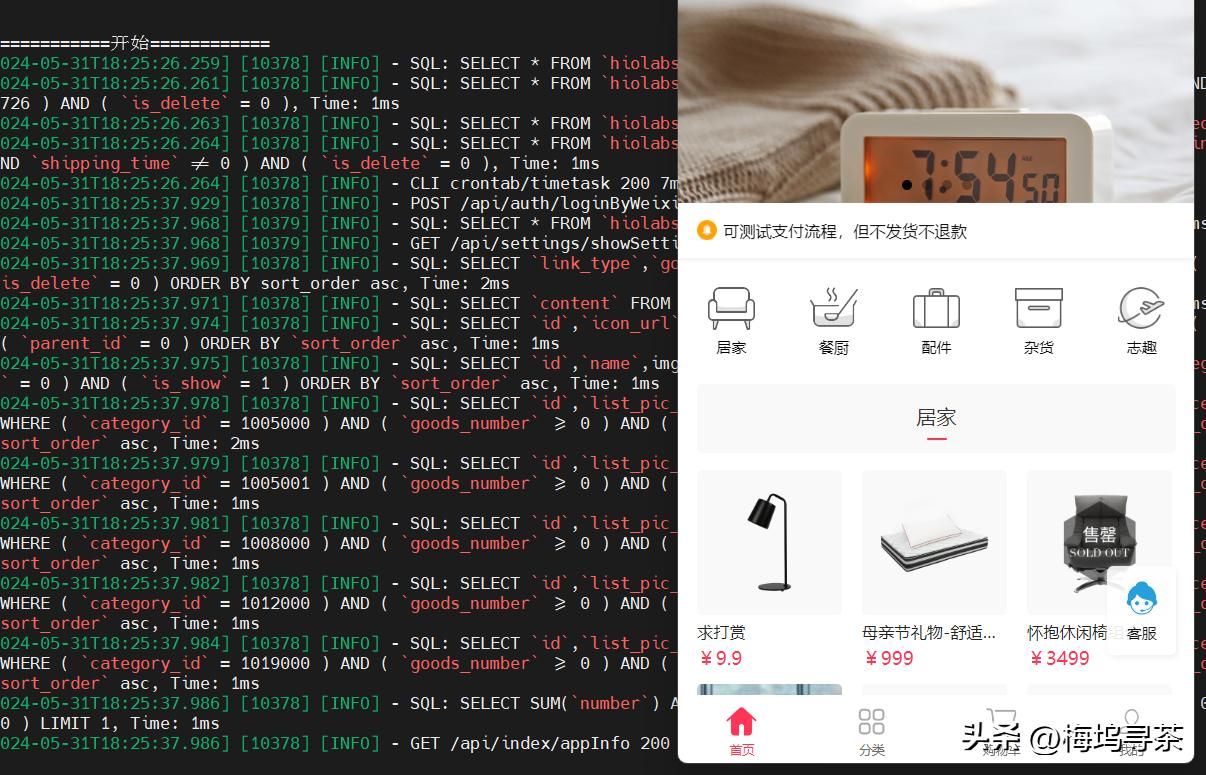 ===========开始============
024-05-31T18:25:26.259] [10378] [INFO] - SQL: SELECT * FROM `hiolabs
024-05-31T18:25:26.261] [10378] [INFO] - SQL: SELECT * FROM `hiolabs
726 ) AND ( `is_delete` = 0 ), Time: 1ms
024-05-31T18:25:26.263] [10378] [INFO] - SQL: SELECT * FROM `hiolabs
024-05-31T18:25:26.264] [10378] [INFO] - SQL: SELECT * FROM `hiolabs
ND `shipping_time` ≠ 0 ) AND ( `is_delete` = 0 ), Time: 1ms
024-05-31T18:25:26.264] [10378] [INFO] - CLI crontab/timetask 200 7m
024-05-31T18:25:37.929] [10378] [INFO] - POST /api/auth/loginByWeixi
024-05-31T18:25:37.968] [10379] [INFO] - SQL: SELECT * FROM `hiolabs
024-05-31T18:25:37.968] [10379] [INFO] - GET /api/settings/showSetti
024-05-31T18:25:37.969] [10378] [INFO] - SQL: SELECT `link_type`,`go
is_delete` = 0 ) ORDER BY sort_order asc, Time: 2ms
024-05-31T18:25:37.971] [10378] [INFO] - SQL: SELECT `content` FROM
024-05-31T18:25:37.974] [10378] [INFO] - SQL: SELECT `id`,`icon_url`
( `parent_id` = 0 ) ORDER BY `sort_order` asc, Time: 1ms
024-05-31T18:25:37.975] [10378] [INFO] - SQL: SELECT `id`,`name`,img
` = 0 ) AND ( `is_show` = 1 ) ORDER BY `sort_order` asc, Time: 1ms
024-05-31T18:25:37.978] [10378] [INFO] - SQL: SELECT `id`,`list_pic_
WHERE ( `category_id` = 1005000 ) AND ( `goods_number` ≥ 0 ) AND (
sort_order` asc, Time: 2ms
024-05-31T18:25:37.979] [10378] [INFO] - SQL: SELECT `id`,`list_pic_
WHERE ( `category_id` = 1005001 ) AND ( `goods_number` ≥ 0 ) AND (
sort_order` asc, Time: 1ms
024-05-31T18:25:37.981] [10378] [INFO] - SQL: SELECT `id`,`list_pic_
WHERE ( `category_id` = 1008000 ) AND ( `goods_number` ≥ 0 ) AND (
sort_order` asc, Time: 1ms
024-05-31T18:25:37.982] [10378] [INFO] - SQL: SELECT `id`,`list_pic_
WHERE ( `category_id` = 1012000 ) AND ( `goods_number` ≥ 0 ) AND (
sort_order` asc, Time: 1ms
024-05-31T18:25:37.984] [10378] [INFO] - SQL: SELECT `id`,`list_pic_
WHERE ( `category_id` = 1019000 ) AND ( `goods_number` ≥ 0 ) AND (
sort_order` asc, Time: 1ms
024-05-31T18:25:37.986] [10378] [INFO] - SQL: SELECT SUM(`number`) A
0 ) LIMIT 1, Time: 1ms
024-05-31T18:25:37.986] [10378] [INFO] - GET /api/index/appInfo 200
7:54 50
可测试支付流程，但不发货不退款
居家 餐厨 配件 杂货 志趣
居家
售罄
SOLD OUT
求打赏 母亲节礼物-舒适... 怀抱休闲椅组 客服
¥9.9 ¥999 ¥3499
首页 分类 购物车 我的
头条 @梅坞寻茶